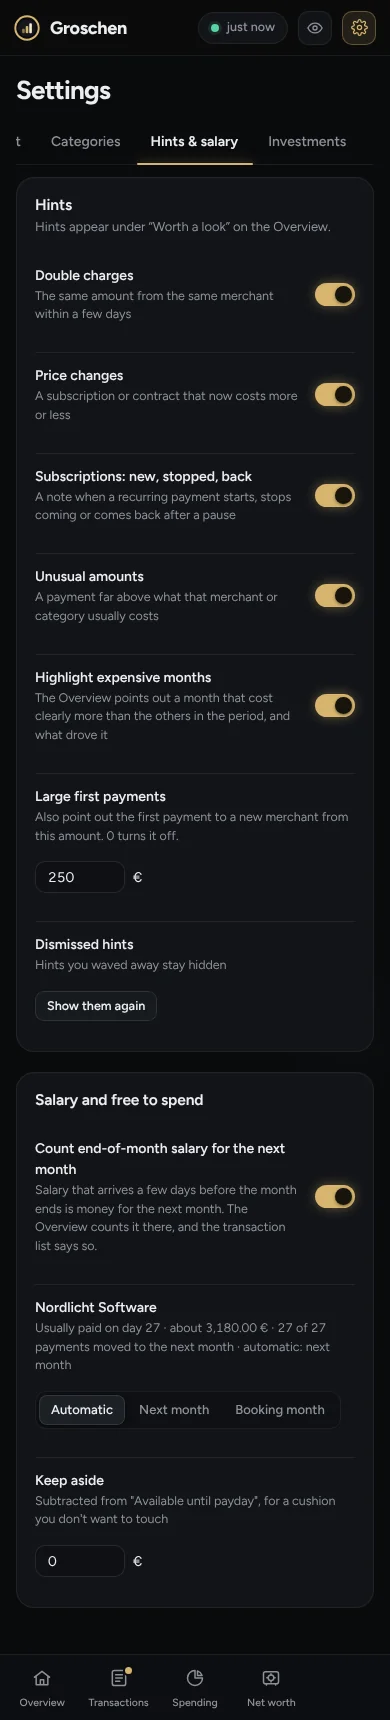 Groschen
just now
Settings
t Categories Hints & salary Investments
Hints
Hints appear under “Worth a look” on the Overview.
Double charges
The same amount from the same merchant
within a few days
Price changes
A subscription or contract that now costs more
or less
Subscriptions: new, stopped, back
A note when a recurring payment starts, stops
coming or comes back after a pause
Unusual amounts
A payment far above what that merchant or
category usually costs
Highlight expensive months
The Overview points out a month that cost
clearly more than the others in the period, and
what drove it
Large first payments
Also point out the first payment to a new merchant from
this amount. 0 turns it off.
250 €
Dismissed hints
Hints you waved away stay hidden
Show them again
Salary and free to spend
Count end-of-month salary for the next
month
Salary that arrives a few days before the month
ends is money for the next month. The
Overview counts it there, and the transaction
list says so.
Nordlicht Software
Usually paid on day 27 · about 3,180.00 € · 27 of 27
payments moved to the next month · automatic: next
month
Automatic Next month Booking month
Keep aside
Subtracted from "Available until payday", for a cushion
you don't want to touch
0 €
Overview Transactions Spending Net worth